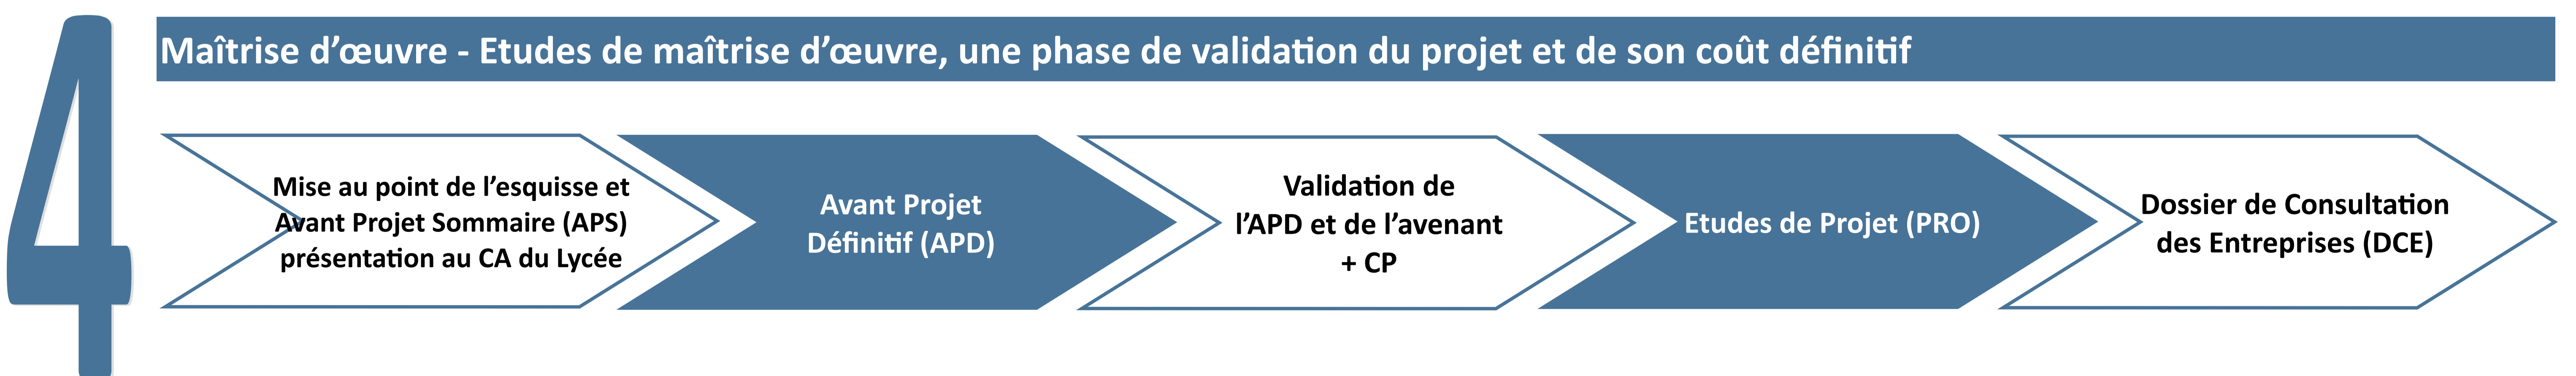 4
Maîtrise d’œuvre - Etudes de maîtrise d’œuvre, une phase de validation du projet et de son coût définitif
Mise au point de l’esquisse et
Avant Projet Sommaire (APS)
présentation au CA du Lycée
Avant Projet
Définitif (APD)
Validation de
l’APD et de l’avenant
+ CP
Etudes de Projet (PRO)
Dossier de Consultation
des Entreprises (DCE)